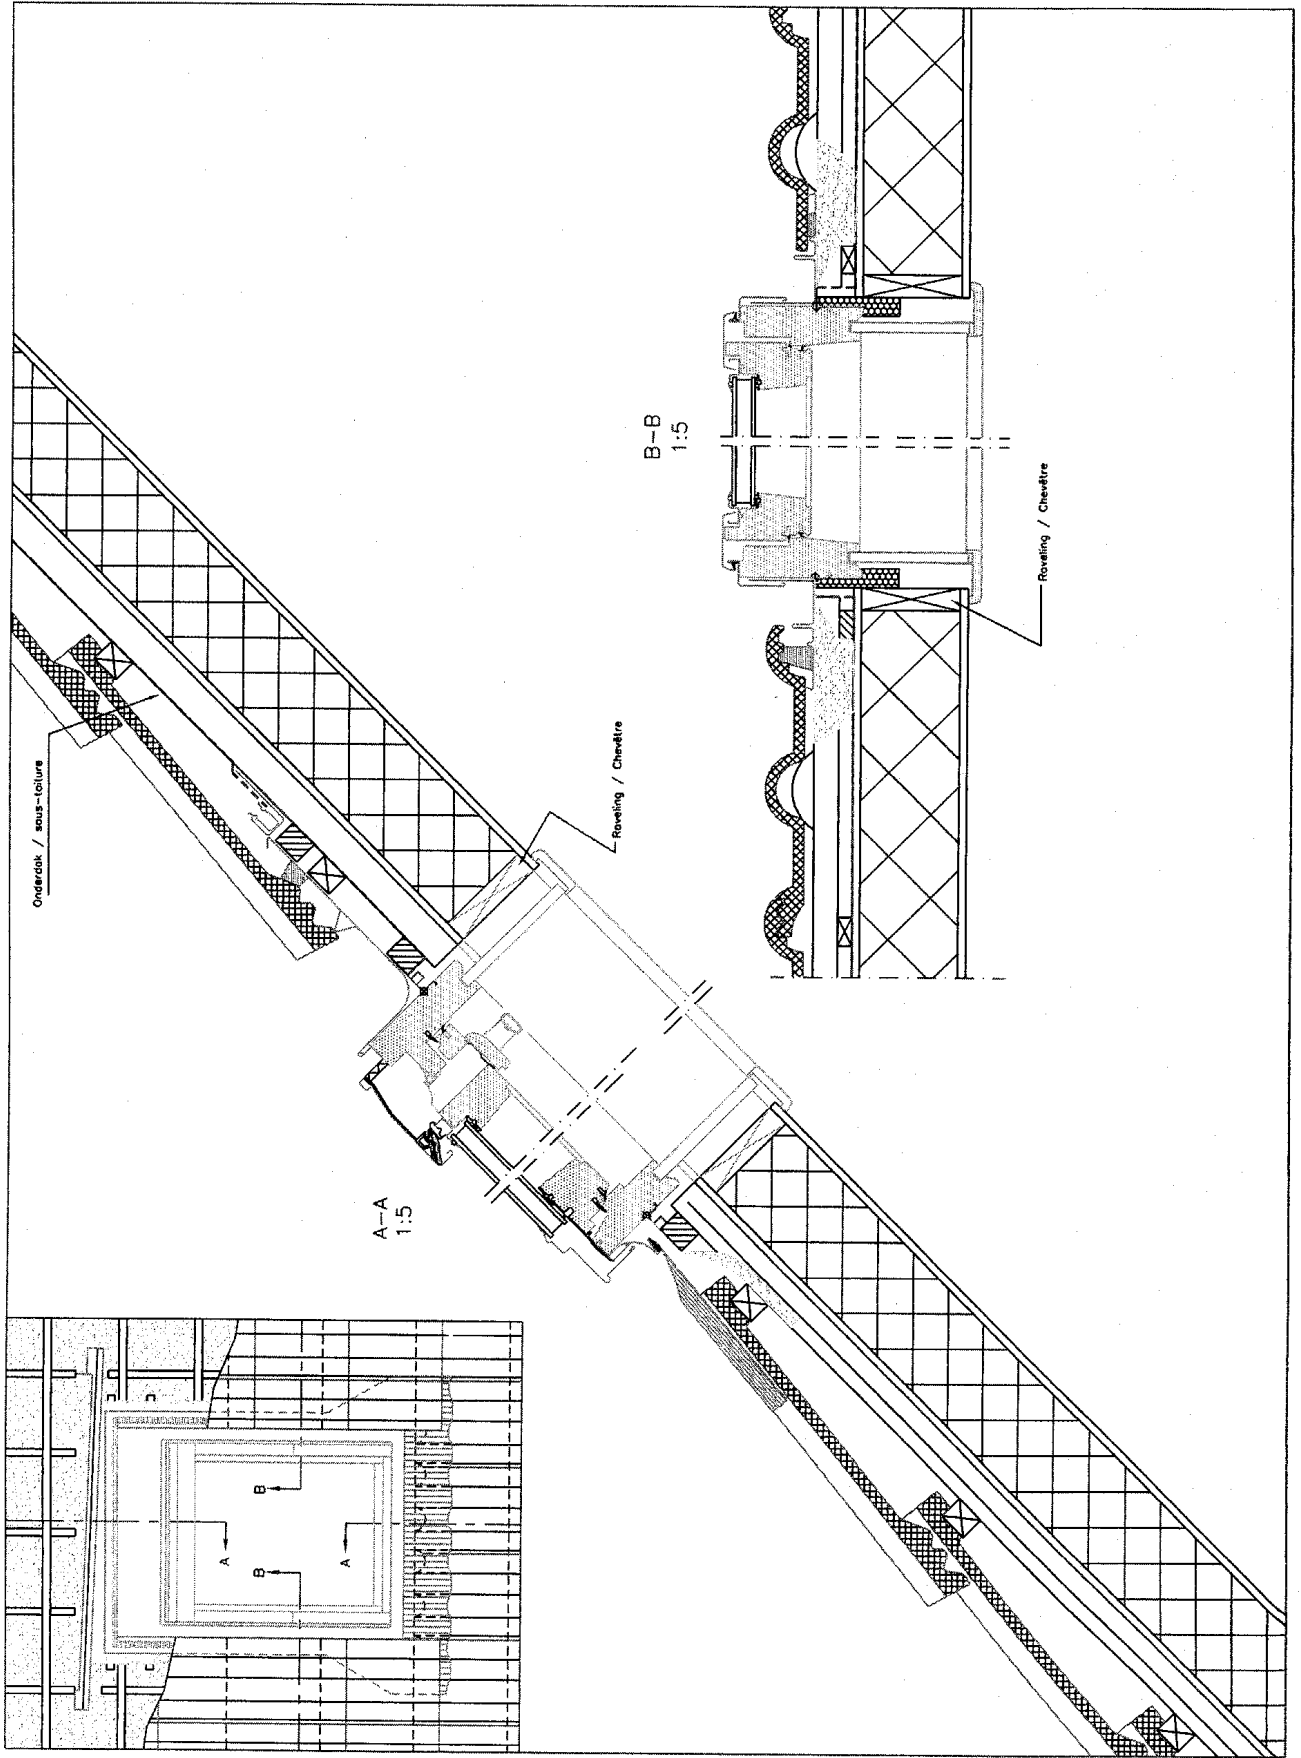 Onderdak / sous-toiture
Raveling / Chevêtre
A-A
1:5
B-B
1:5
Raveling / Chevêtre
B
B
A
A